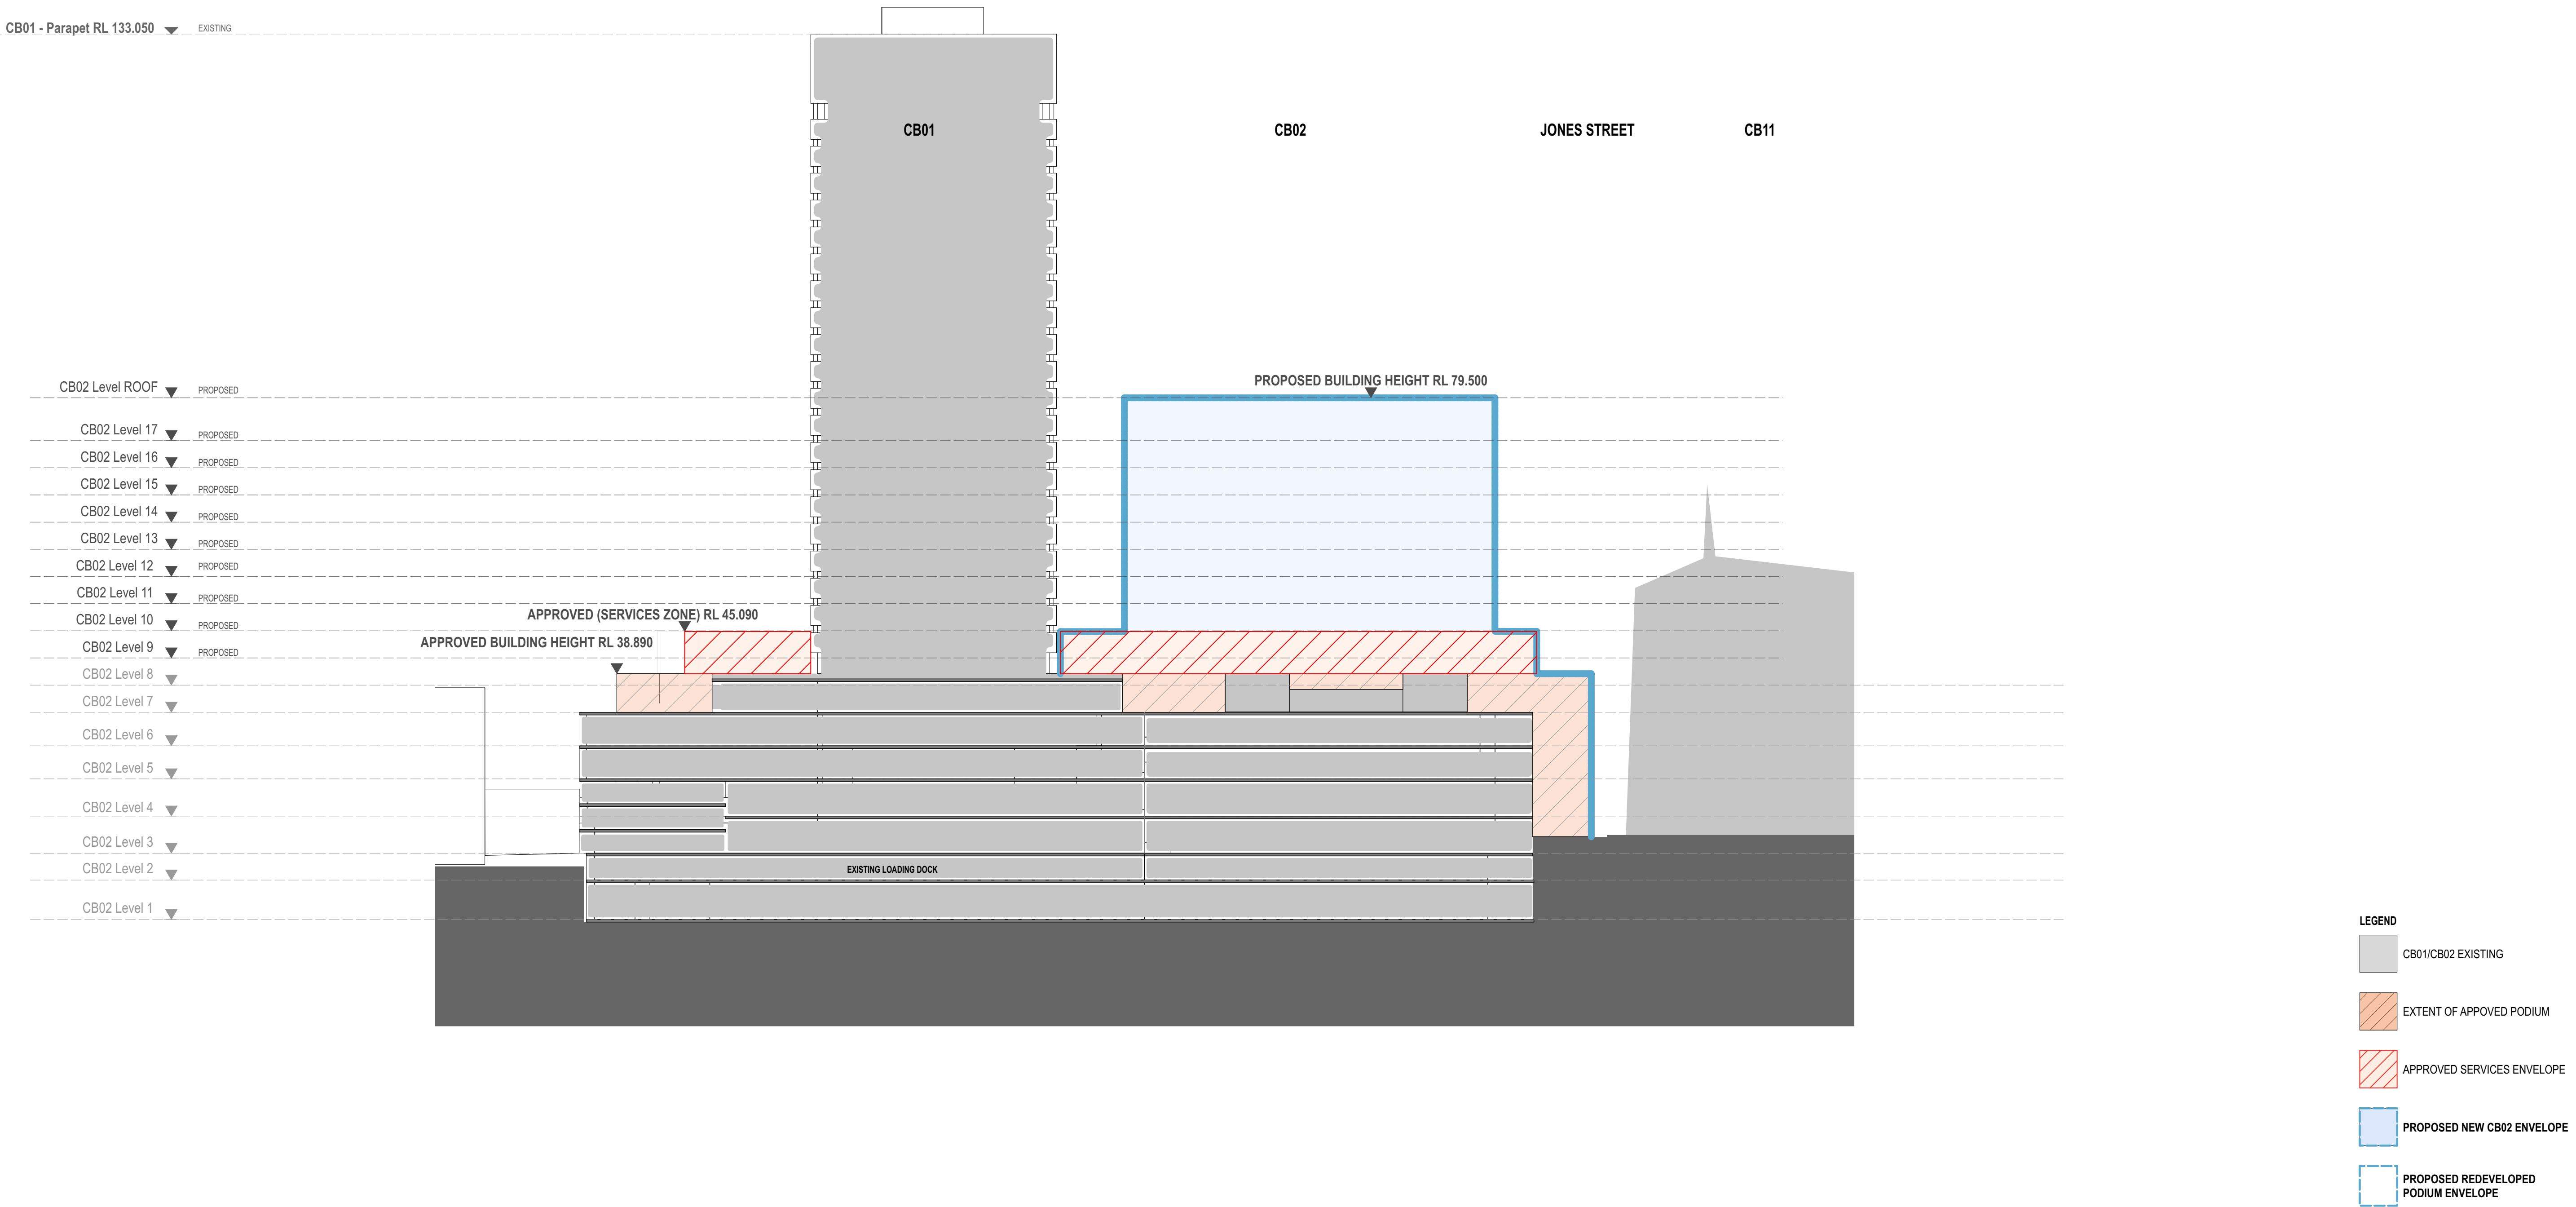 CB01 - Parapet RL 133.050
EXISTING
CB01
CB02
JONES STREET
CB11
PROPOSED BUILDING HEIGHT RL 79.500
CB02 Level ROOF
PROPOSED
CB02 Level 17
PROPOSED
CB02 Level 16
PROPOSED
CB02 Level 15
PROPOSED
CB02 Level 14
PROPOSED
CB02 Level 13
PROPOSED
CB02 Level 12
PROPOSED
CB02 Level 11
PROPOSED
APPROVED (SERVICES ZONE) RL 45.090
CB02 Level 10
PROPOSED
APPROVED BUILDING HEIGHT RL 38.890
CB02 Level 9
PROPOSED
CB02 Level 8
CB02 Level 7
CB02 Level 6
CB02 Level 5
CB02 Level 4
CB02 Level 3
CB02 Level 2
EXISTING LOADING DOCK
CB02 Level 1
LEGEND
CB01/CB02 EXISTING
EXTENT OF APPOVED PODIUM
APPROVED SERVICES ENVELOPE
PROPOSED NEW CB02 ENVELOPE
PROPOSED REDEVELOPED
PODIUM ENVELOPE